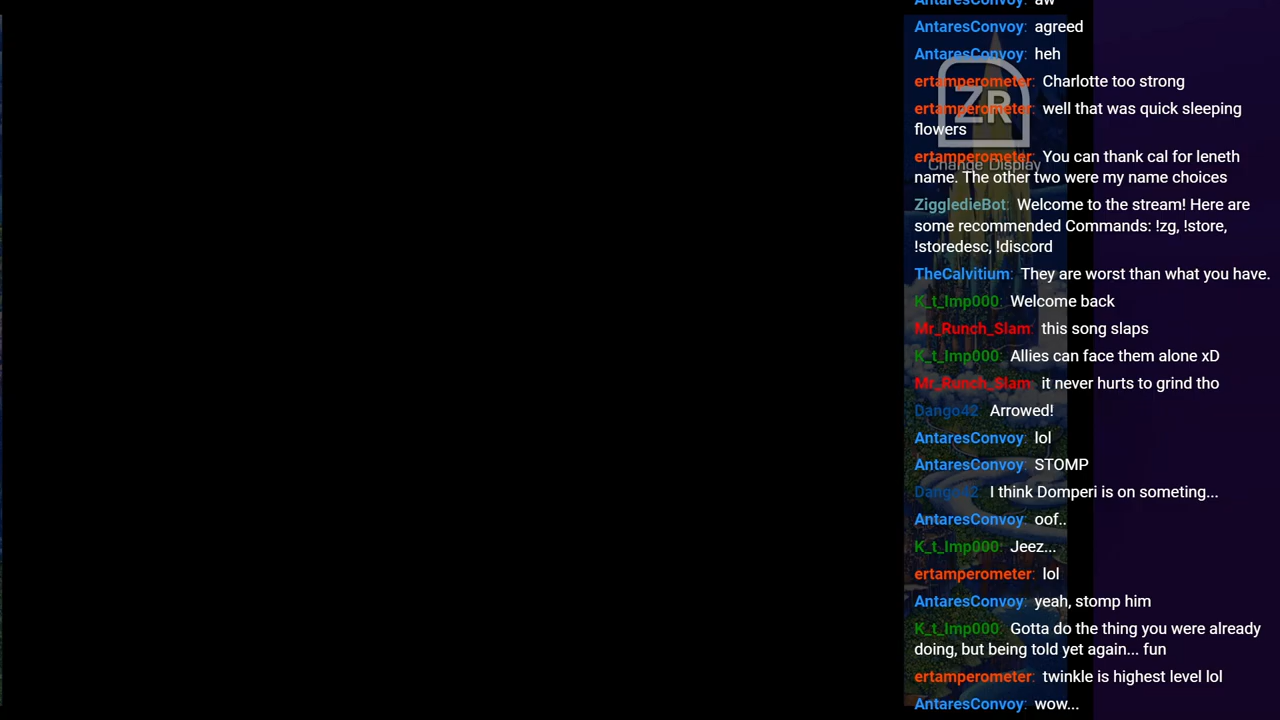 AntaresConvoy: aw
AntaresConvoy: agreed
AntaresConvoy: heh
ertamperometer: Charlotte too strong
ertamperometer: well that was quick sleeping
flowers
ZR
ertamperometer: You can thank cal for leneth
Change Display
name. The other two were my name choices
ZiggledieBot: Welcome to the stream! Here are
some recommended Commands: !zg, !store,
!storedesc, !discord
TheCalvitium: They are worst than what you have.
K_t_Imp000: Welcome back
Mr_Runch_Slam: this song slaps
K_t_Imp000: Allies can face them alone xD
Mr_Runch_Slam: it never hurts to grind tho
Dango42: Arrowed!
AntaresConvoy: lol
AntaresConvoy: STOMP
Dango42: I think Domperi is on someting...
AntaresConvoy: oof..
K_t_Imp000: Jeez...
ertamperometer: lol
AntaresConvoy: yeah, stomp him
K_t_Imp000: Gotta do the thing you were already
doing, but being told yet again... fun
ertamperometer: twinkle is highest level lol
AntaresConvoy: wow...